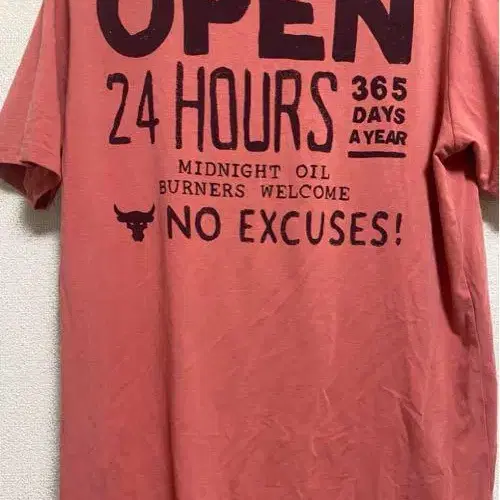 OPEN
24 HOURS
365
DAYS
A YEAR
MIDNIGHT OIL
BURNERS WELCOME
NO EXCUSES!